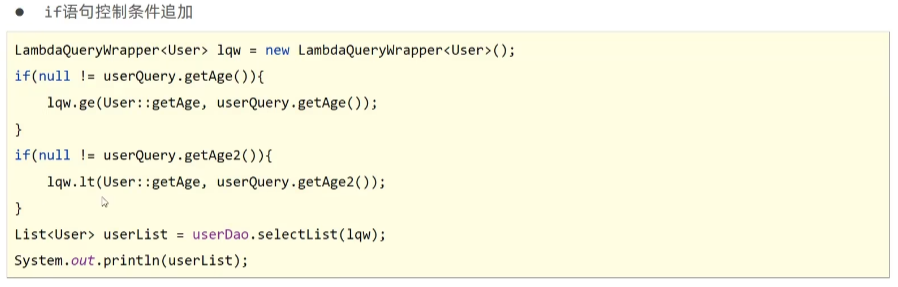 ● if语句控制条件追加
LambdaQueryWrapper<User> lqw = new LambdaQueryWrapper<User>();
if(null != userQuery.getAge()){
    lqw.ge(User::getAge, userQuery.getAge());
}
if(null != userQuery.getAge2()){
    lqw.lt(User::getAge, userQuery.getAge2());
}
List<User> userList = userDao.selectList(lqw);
System.out.println(userList);